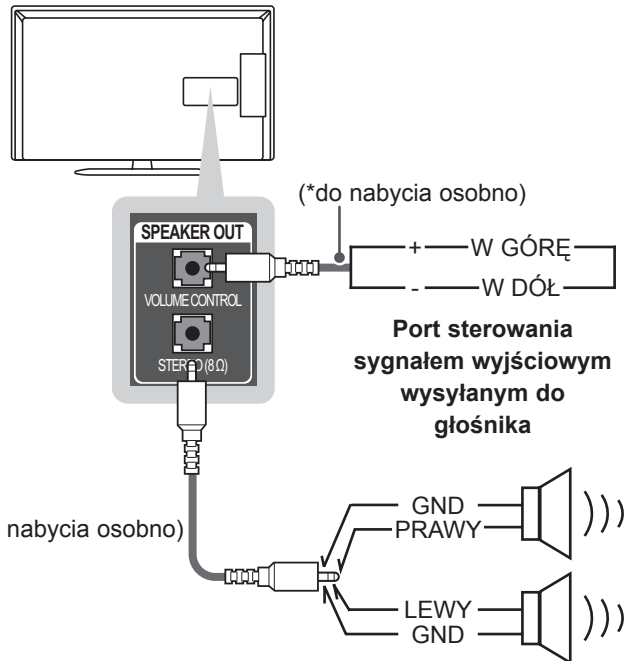 (*do nabycia osobno)
SPEAKER OUT
VOLUME CONTROL
STEREO (8 Ω)
+ W GÓRĘ
- W DÓŁ
Port sterowania
sygnałem wyjściowym
wysyłanym do
głośnika
nabycia osobno)
GND
PRAWY
LEWY
GND